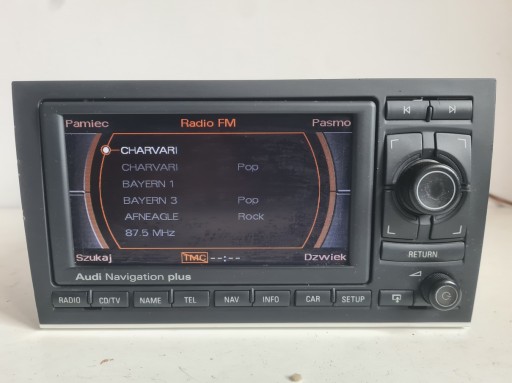 Pamiec Radio FM Pasmo
CHARVARI
CHARVARI Pop
BAYERN 1
BAYERN 3 Pop
AFNEAGLE Rock
87.5 MHz
Szukaj TMC --:-- Dzwiek
Audi Navigation plus
RETURN
RADIO CD/TV NAME TEL NAV INFO CAR SETUP